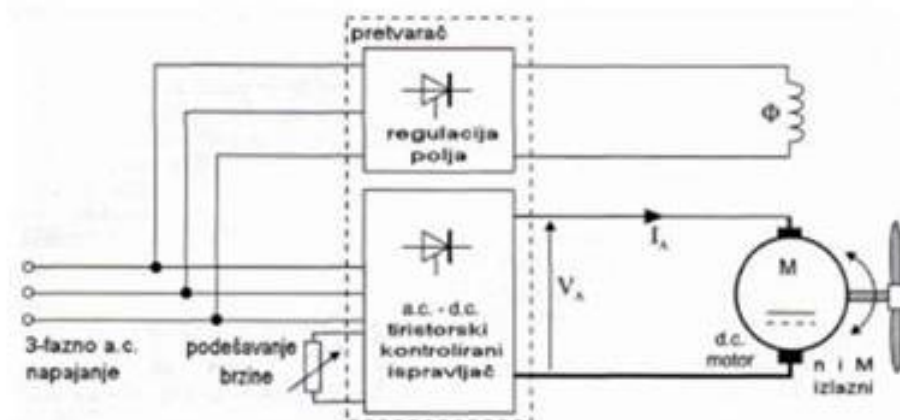 pretvarač
regulacija
polja
Φ
I_A
V_A
M
a.c. - d.c.
tiristorski
kontrolirani
ispravljač
3-fazno a.c.
napajanje
podešavanje
brzine
d.c.
motor
n i M
izlazni